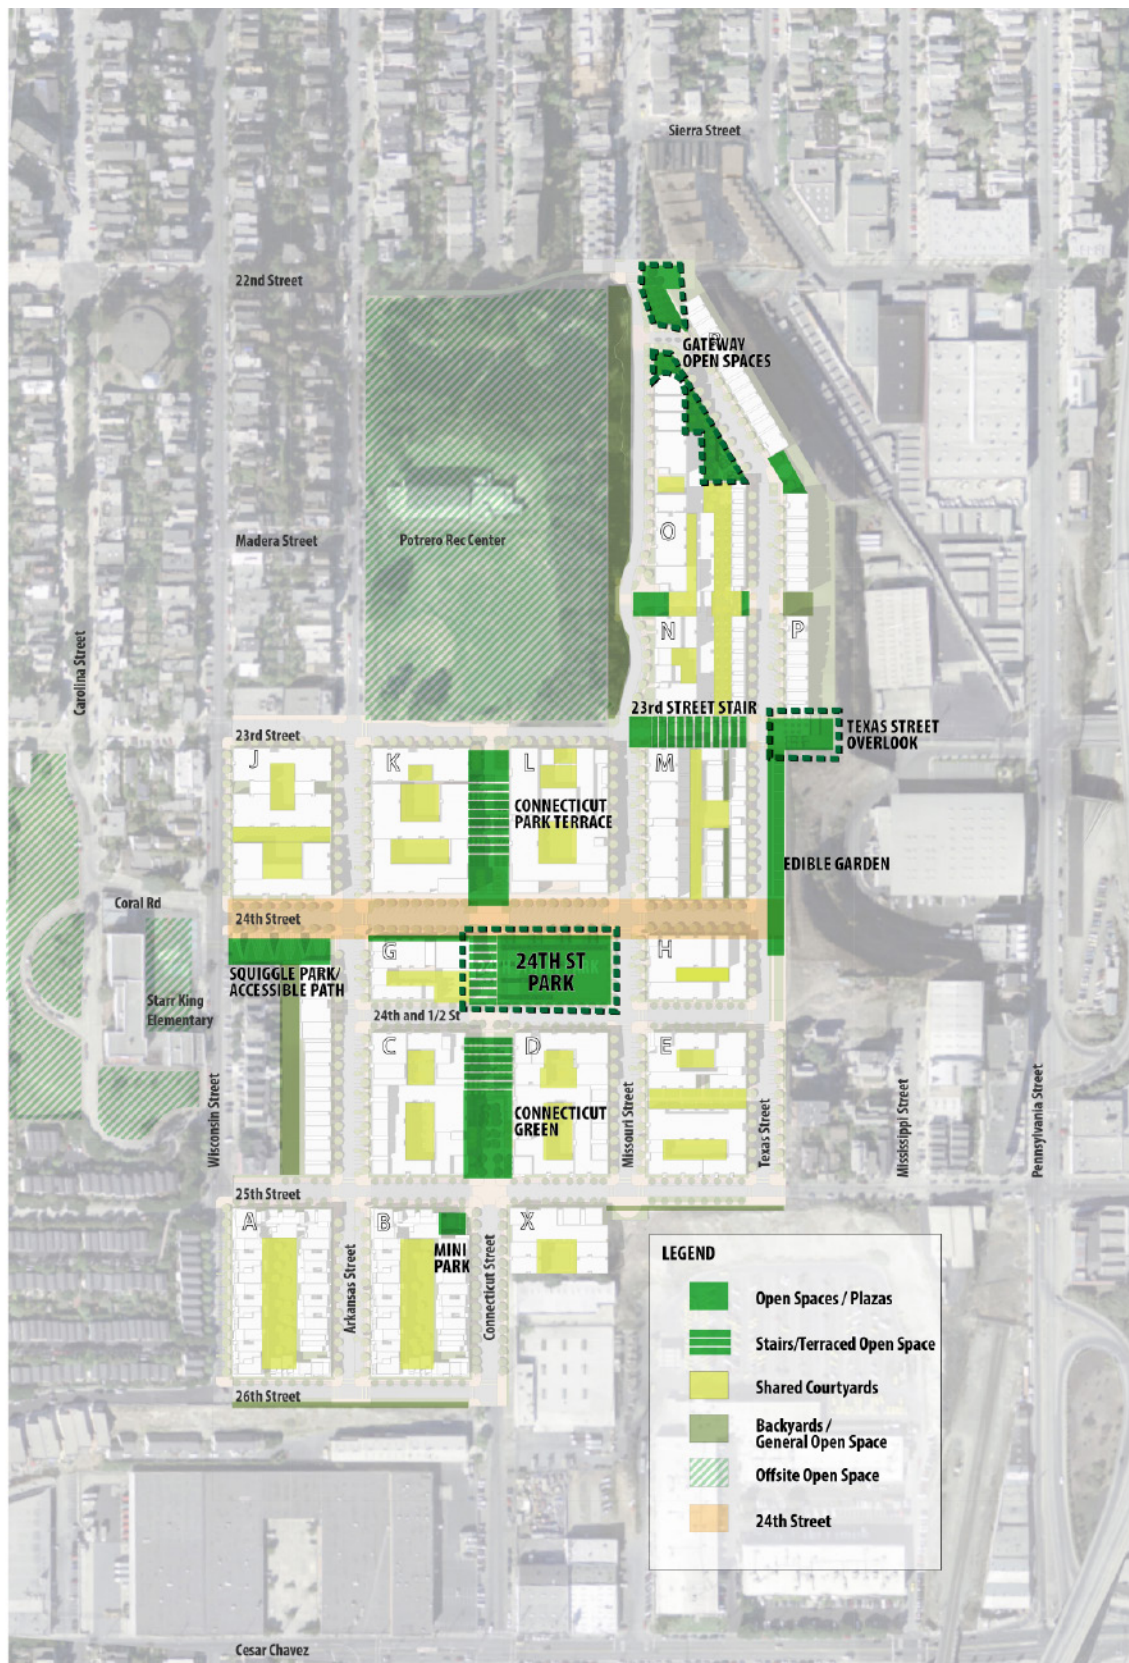 Sierra Street
22nd Street
R
GATEWAY
OPEN SPACES
O
Madera Street
Potrero Rec Center
N
P
Carolina Street
23rd STREET STAIR
TEXAS STREET
OVERLOOK
23rd Street
J
K
L
M
CONNECTICUT
PARK TERRACE
EDIBLE GARDEN
Coral Rd
24th Street
G
H
24TH ST
PARK
SQUIGGLE PARK/
ACCESSIBLE PATH
Starr King
Elementary
24th and 1/2 St
C
D
E
CONNECTICUT
GREEN
Wisconsin Street
Missouri Street
Texas Street
Mississippi Street
Pennsylvania Street
25th Street
A
B
X
MINI
PARK
Arkansas Street
Connecticut Street
26th Street
LEGEND
Open Spaces / Plazas
Stairs/Terraced Open Space
Shared Courtyards
Backyards /
General Open Space
Offsite Open Space
24th Street
Cesar Chavez